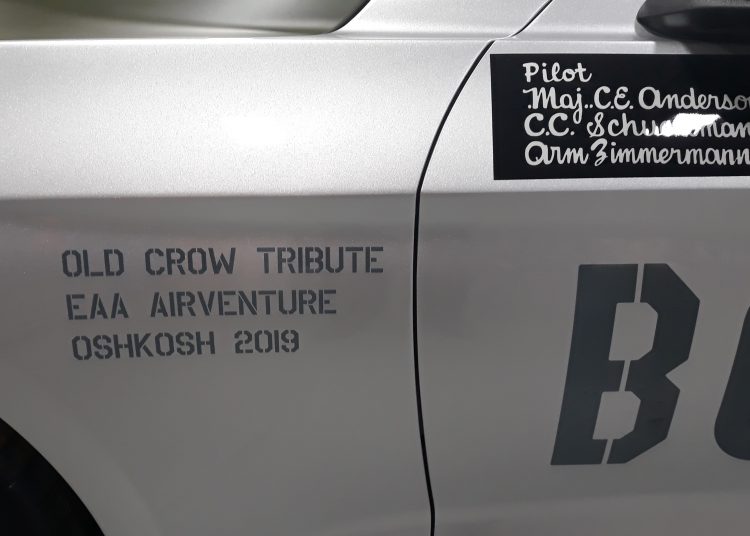 OLD CROW TRIBUTE
EAA AIRVENTURE
OSHKOSH 2019
Pilot
Maj. C.E. Anderso
C.C.
Arm Zimmermann
B